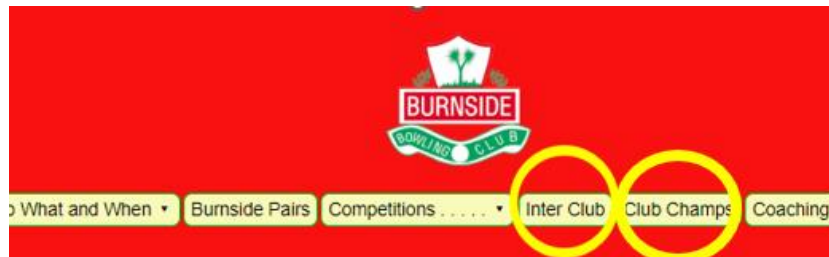 BURNSIDE
BOWLING CLUB
What and When
Burnside Pairs
Competitions . . . . .
Inter Club
Club Champs
Coaching